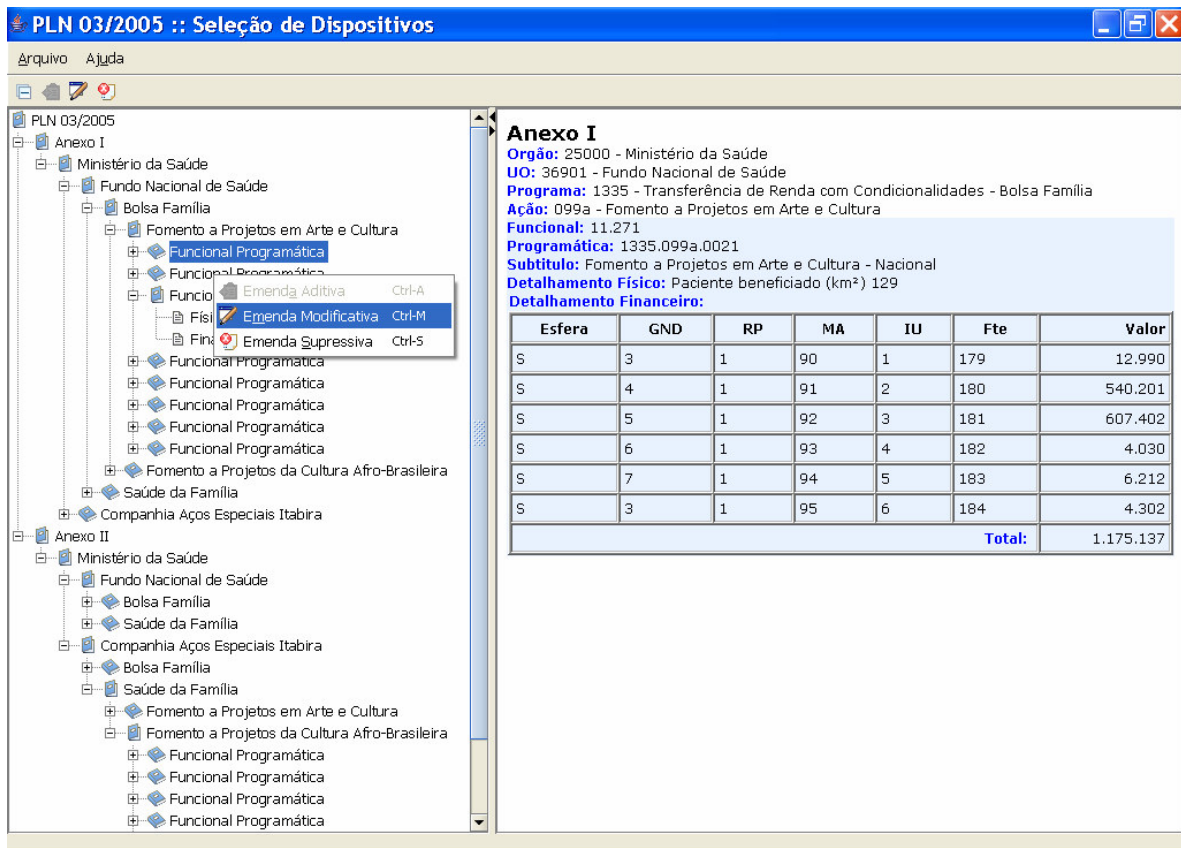 PLN 03/2005 :: Seleção de Dispositivos
Arquivo Ajuda
PLN 03/2005
Anexo I
Ministério da Saúde
Fundo Nacional de Saúde
Bolsa Família
Fomento a Projetos em Arte e Cultura
Funcional Programática
Funcional Programática
Funcio
Físi
Fina
Emenda Aditiva Ctrl-A
Emenda Modificativa Ctrl-M
Emenda Supressiva Ctrl-S
Funcional Programática
Funcional Programática
Funcional Programática
Funcional Programática
Funcional Programática
Fomento a Projetos da Cultura Afro-Brasileira
Saúde da Família
Companhia Aços Especiais Itabira
Anexo II
Ministério da Saúde
Fundo Nacional de Saúde
Bolsa Família
Saúde da Família
Companhia Aços Especiais Itabira
Bolsa Família
Saúde da Família
Fomento a Projetos em Arte e Cultura
Fomento a Projetos da Cultura Afro-Brasileira
Funcional Programática
Funcional Programática
Funcional Programática
Funcional Programática
Anexo I
Orgão: 25000 - Ministério da Saúde
UO: 36901 - Fundo Nacional de Saúde
Programa: 1335 - Transferência de Renda com Condicionalidades - Bolsa Família
Ação: 099a - Fomento a Projetos em Arte e Cultura
Funcional: 11.271
Programática: 1335.099a.0021
Subtitulo: Fomento a Projetos em Arte e Cultura - Nacional
Detalhamento Físico: Paciente beneficiado (km²) 129
Detalhamento Financeiro:
Esfera GND RP MA IU Fte Valor
S 3 1 90 1 179 12.990
S 4 1 91 2 180 540.201
S 5 1 92 3 181 607.402
S 6 1 93 4 182 4.030
S 7 1 94 5 183 6.212
S 3 1 95 6 184 4.302
Total: 1.175.137